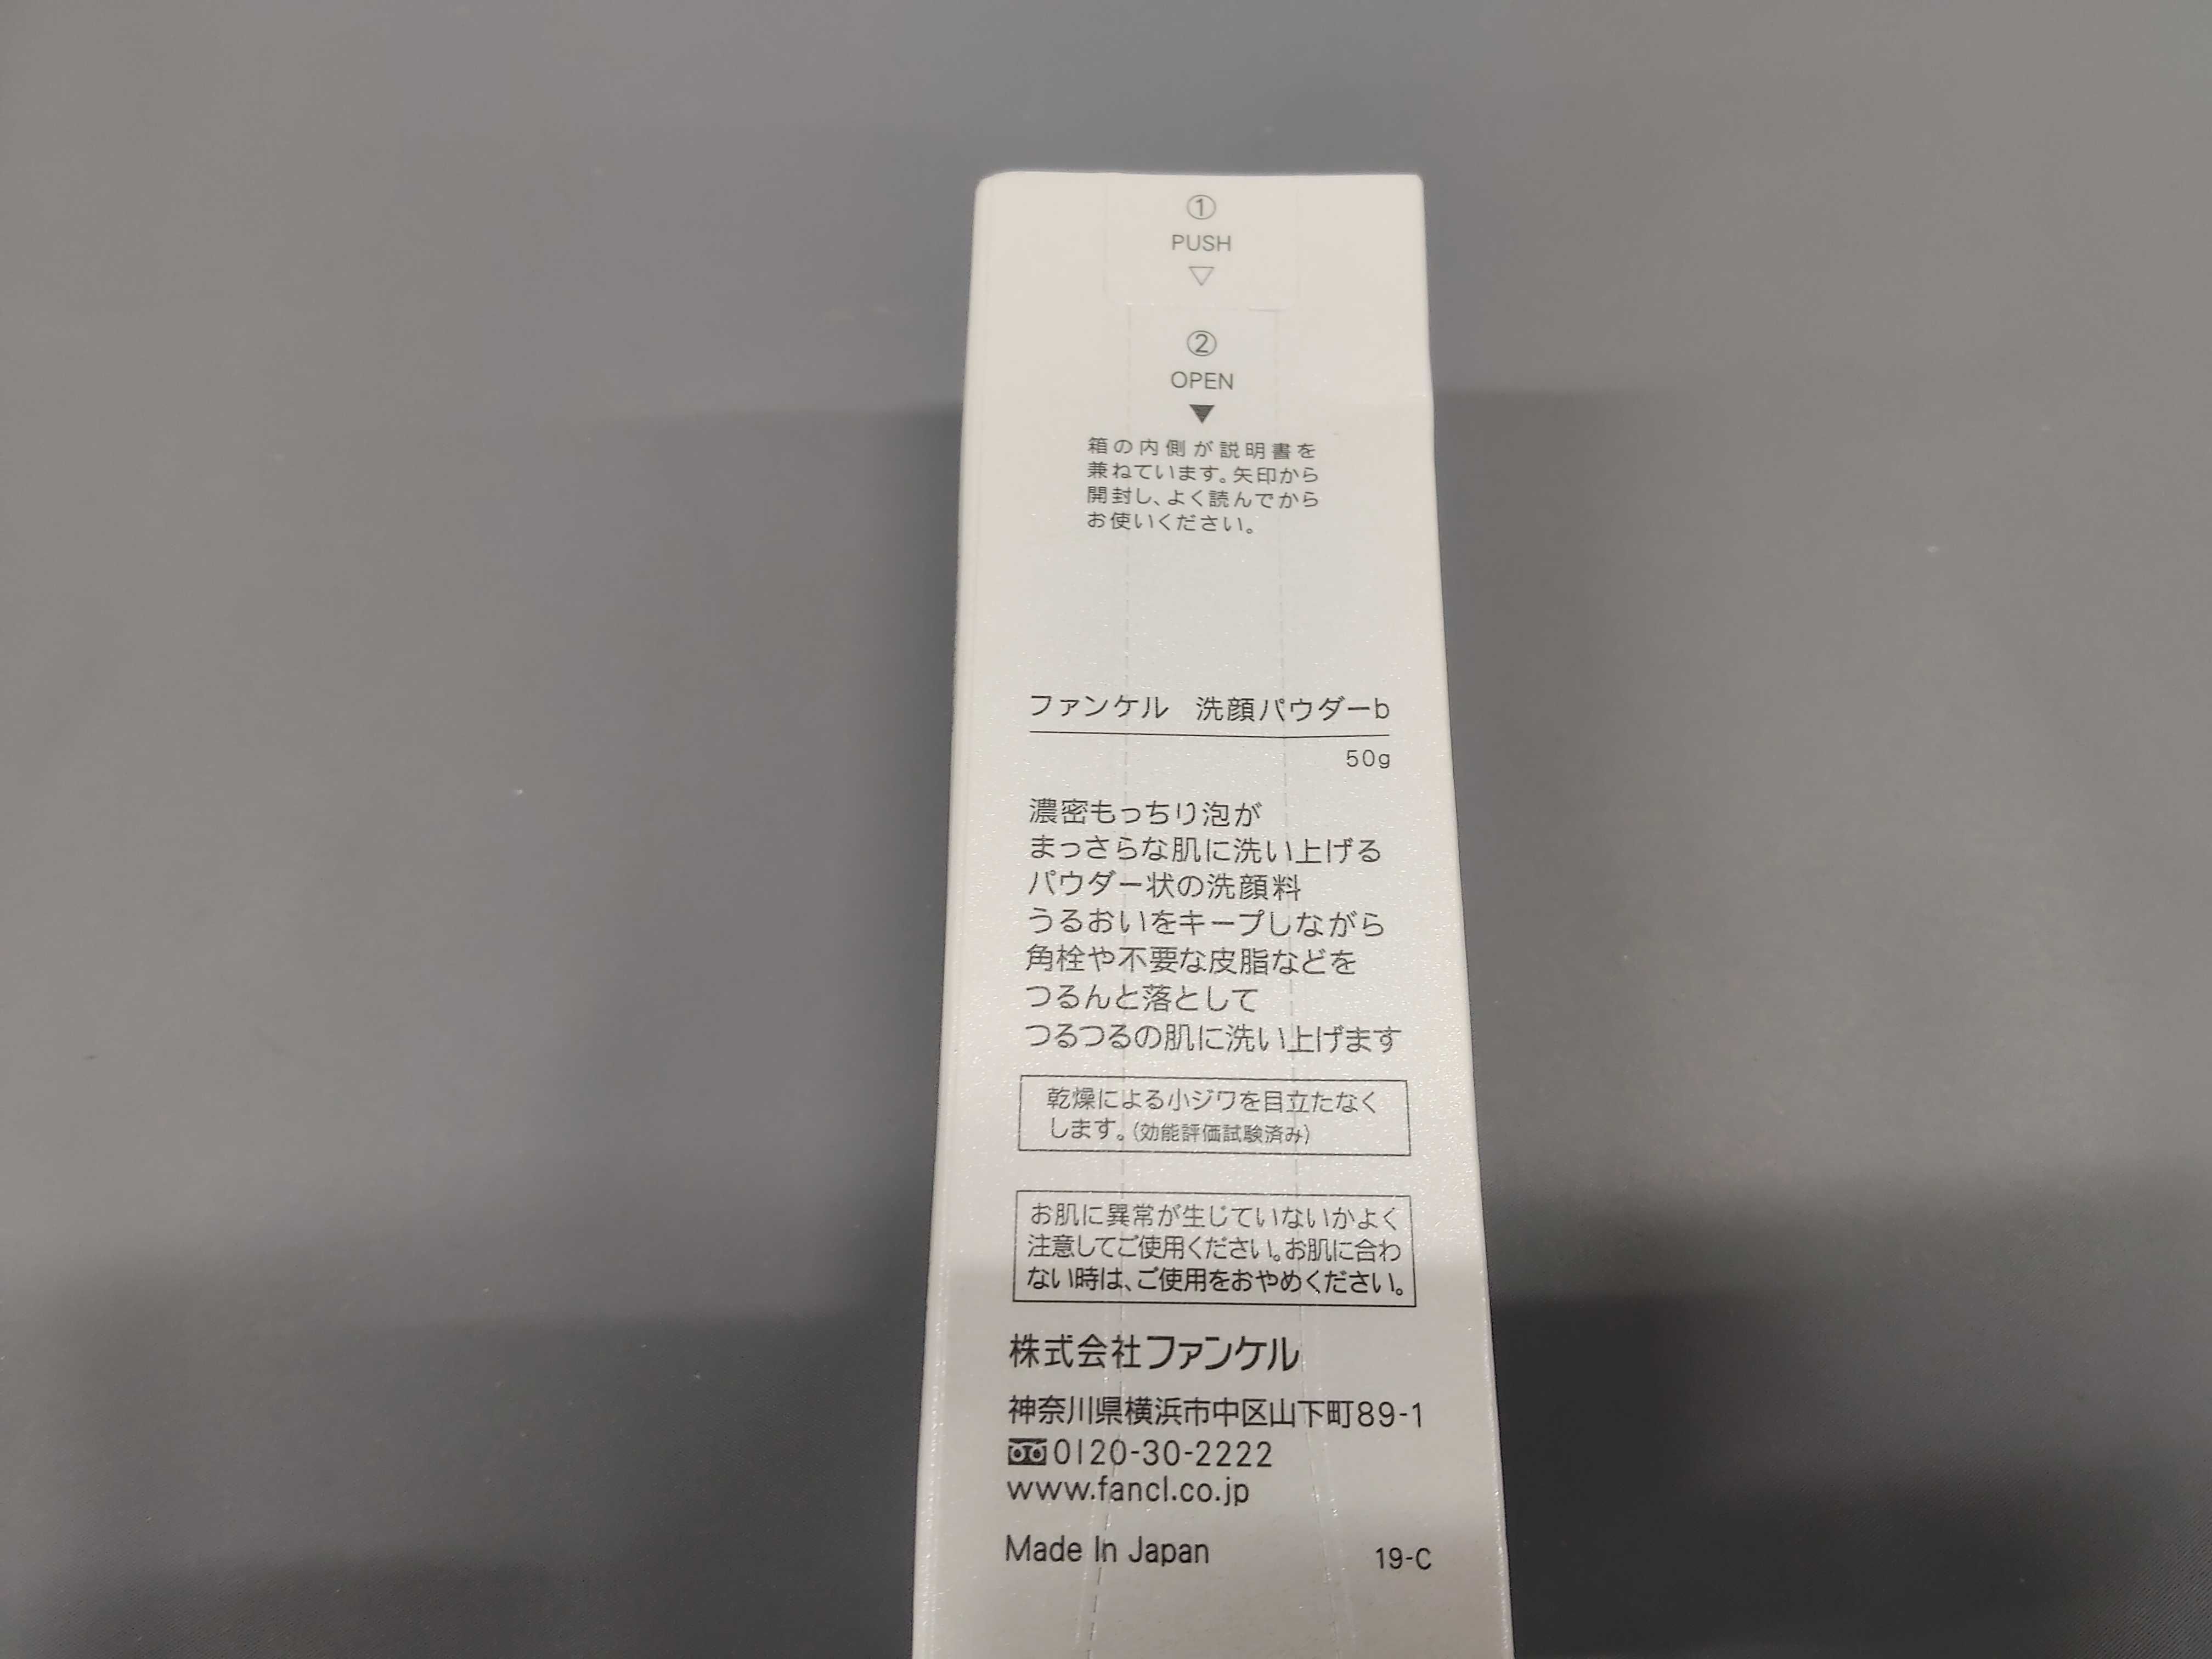 ①
PUSH
▽
②
OPEN
▼
箱の内側が説明書を
兼ねています。矢印から
開封し、よく読んでから
お使いください。
ファンケル　洗顔パウダーb
50g
濃密もっちり泡が
まっさらな肌に洗い上げる
パウダー状の洗顔料
うるおいをキープしながら
角栓や不要な皮脂などを
つるんと落として
つるつるの肌に洗い上げます
乾燥による小ジワを目立たなく
します。(効能評価試験済み)
お肌に異常が生じていないかよく
注意してご使用ください。お肌に合わ
ない時は、ご使用をおやめください。
株式会社ファンケル
神奈川県横浜市中区山下町89-1
0120-30-2222
www.fancl.co.jp
Made In Japan
19-C